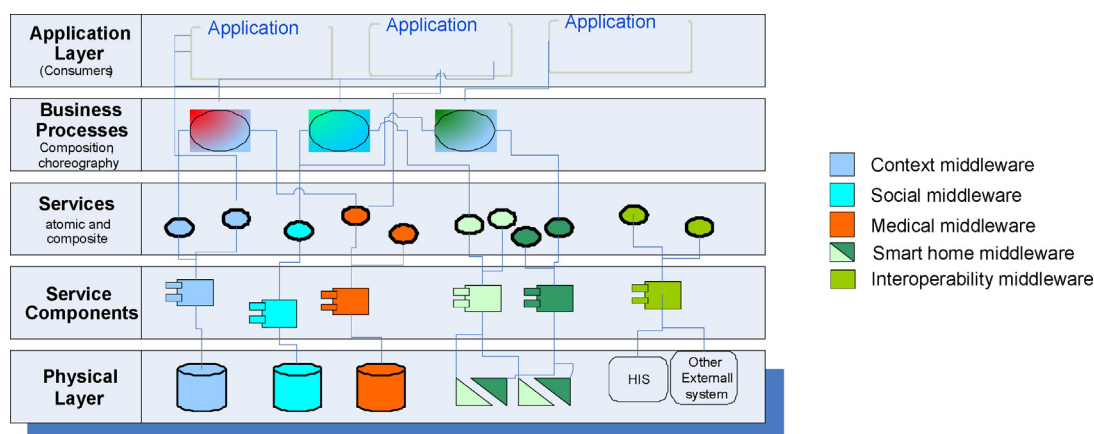 Application
Layer
(Consumers)
Application
Application
Application
Business
Processes
Composition
choreography
Services
atomic and
composite
Service
Components
Physical
Layer
HIS
Other
Externall
system
Context middleware
Social middleware
Medical middleware
Smart home middleware
Interoperability middleware